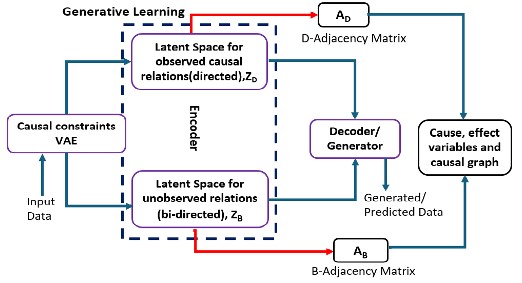 Generative Learning
A_D
D-Adjacency Matrix
Latent Space for
observed causal
relations(directed),Z_D
Encoder
Causal constraints
VAE
Decoder/
Generator
Cause, effect
variables and
causal graph
Input
Data
Latent Space for
unobserved relations
(bi-directed), Z_B
Generated/
Predicted Data
A_B
B-Adjacency Matrix